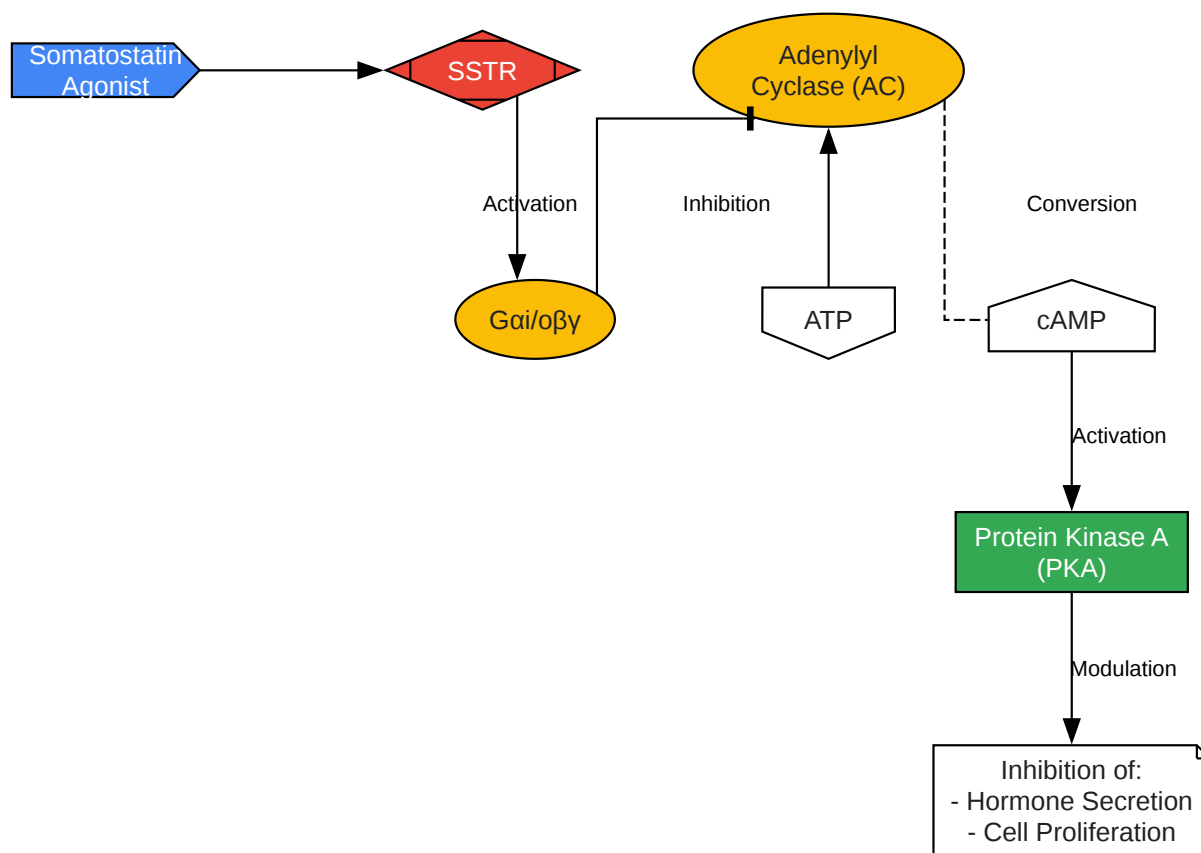 Somatostatin
Agonist
SSTR
Adenylyl
Cyclase (AC)
Activation
Inhibition
Conversion
Gαi/oβγ
ATP
cAMP
Activation
Protein Kinase A
(PKA)
Modulation
Inhibition of:
- Hormone Secretion
- Cell Proliferation